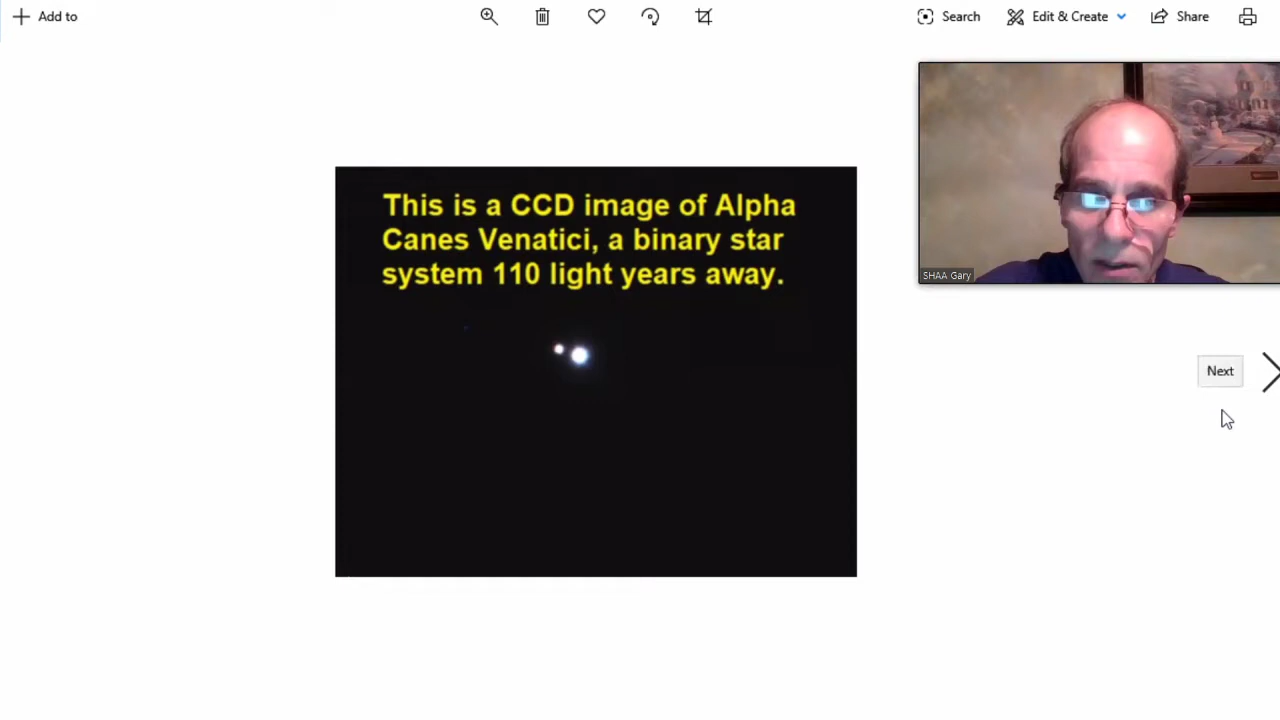 Add to
Search
Edit & Create
Share
This is a CCD image of Alpha
Canes Venatici, a binary star
system 110 light years away.
SHAA Gary
Next